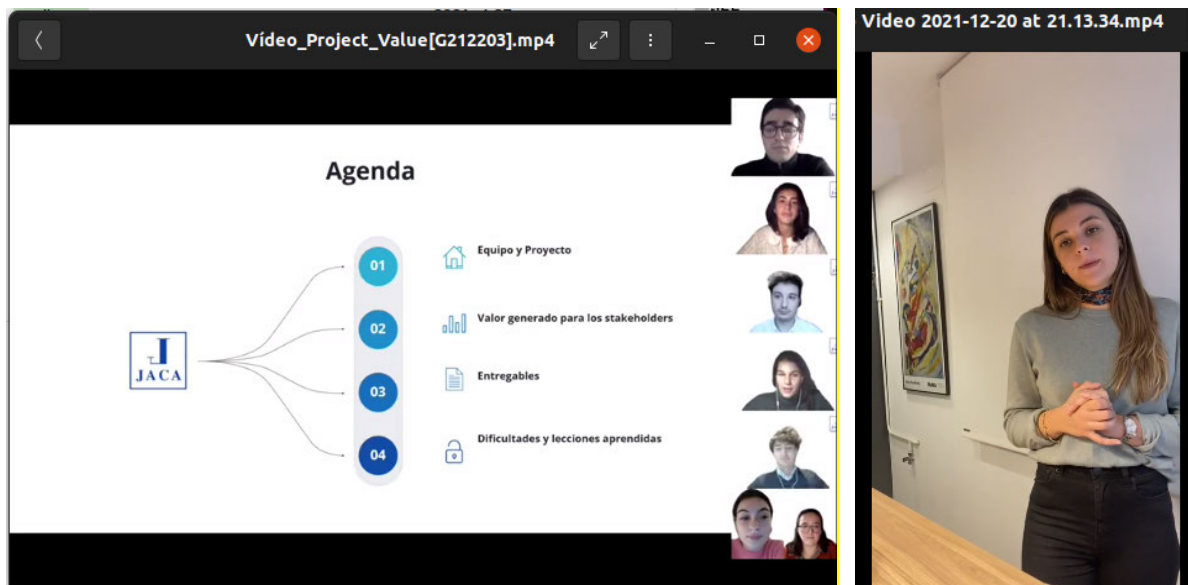 Vídeo_Project_Value[G212203].mp4
Agenda
01
Equipo y Proyecto
02
Valor generado para los stakeholders
JACA
03
Entregables
04
Dificultades y lecciones aprendidas
Video 2021-12-20 at 21.13.34.mp4